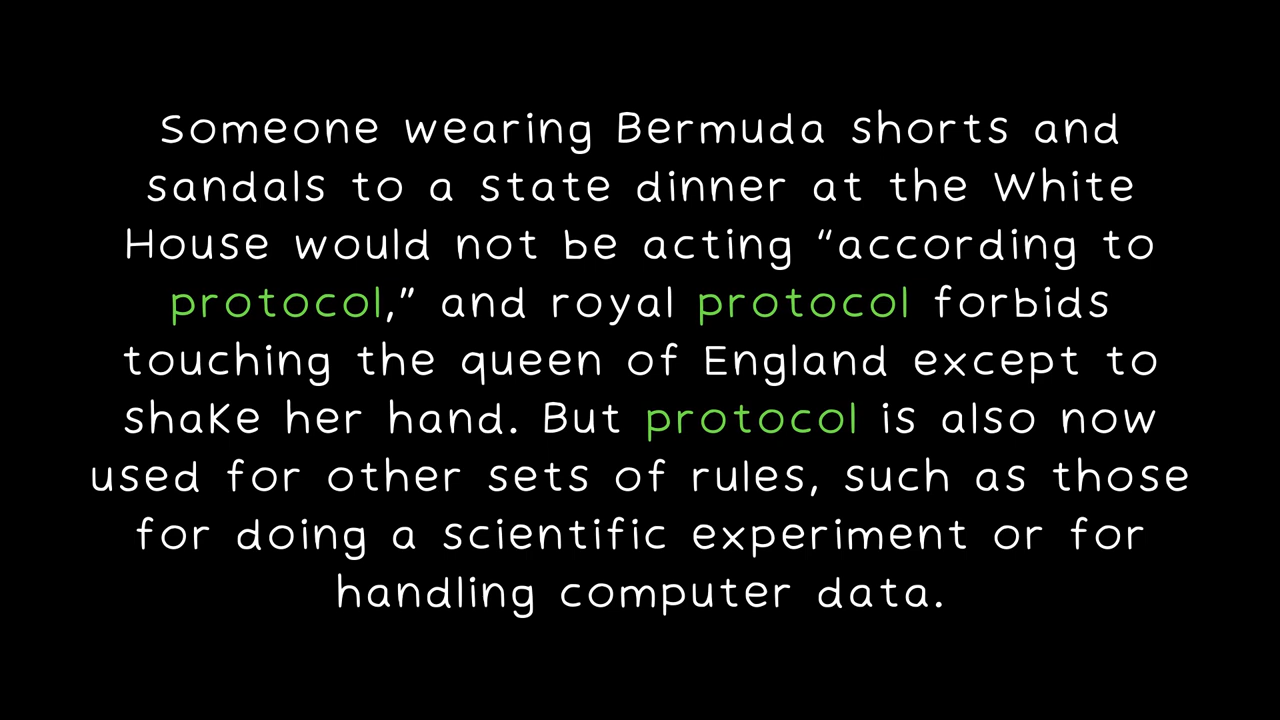 Someone wearing Bermuda shorts and
sandals to a state dinner at the White
House would not be acting “according to
protocol,” and royal protocol forbids
touching the queen of England except to
shake her hand. But protocol is also now
used for other sets of rules, such as those
for doing a scientific experiment or for
handling computer data.